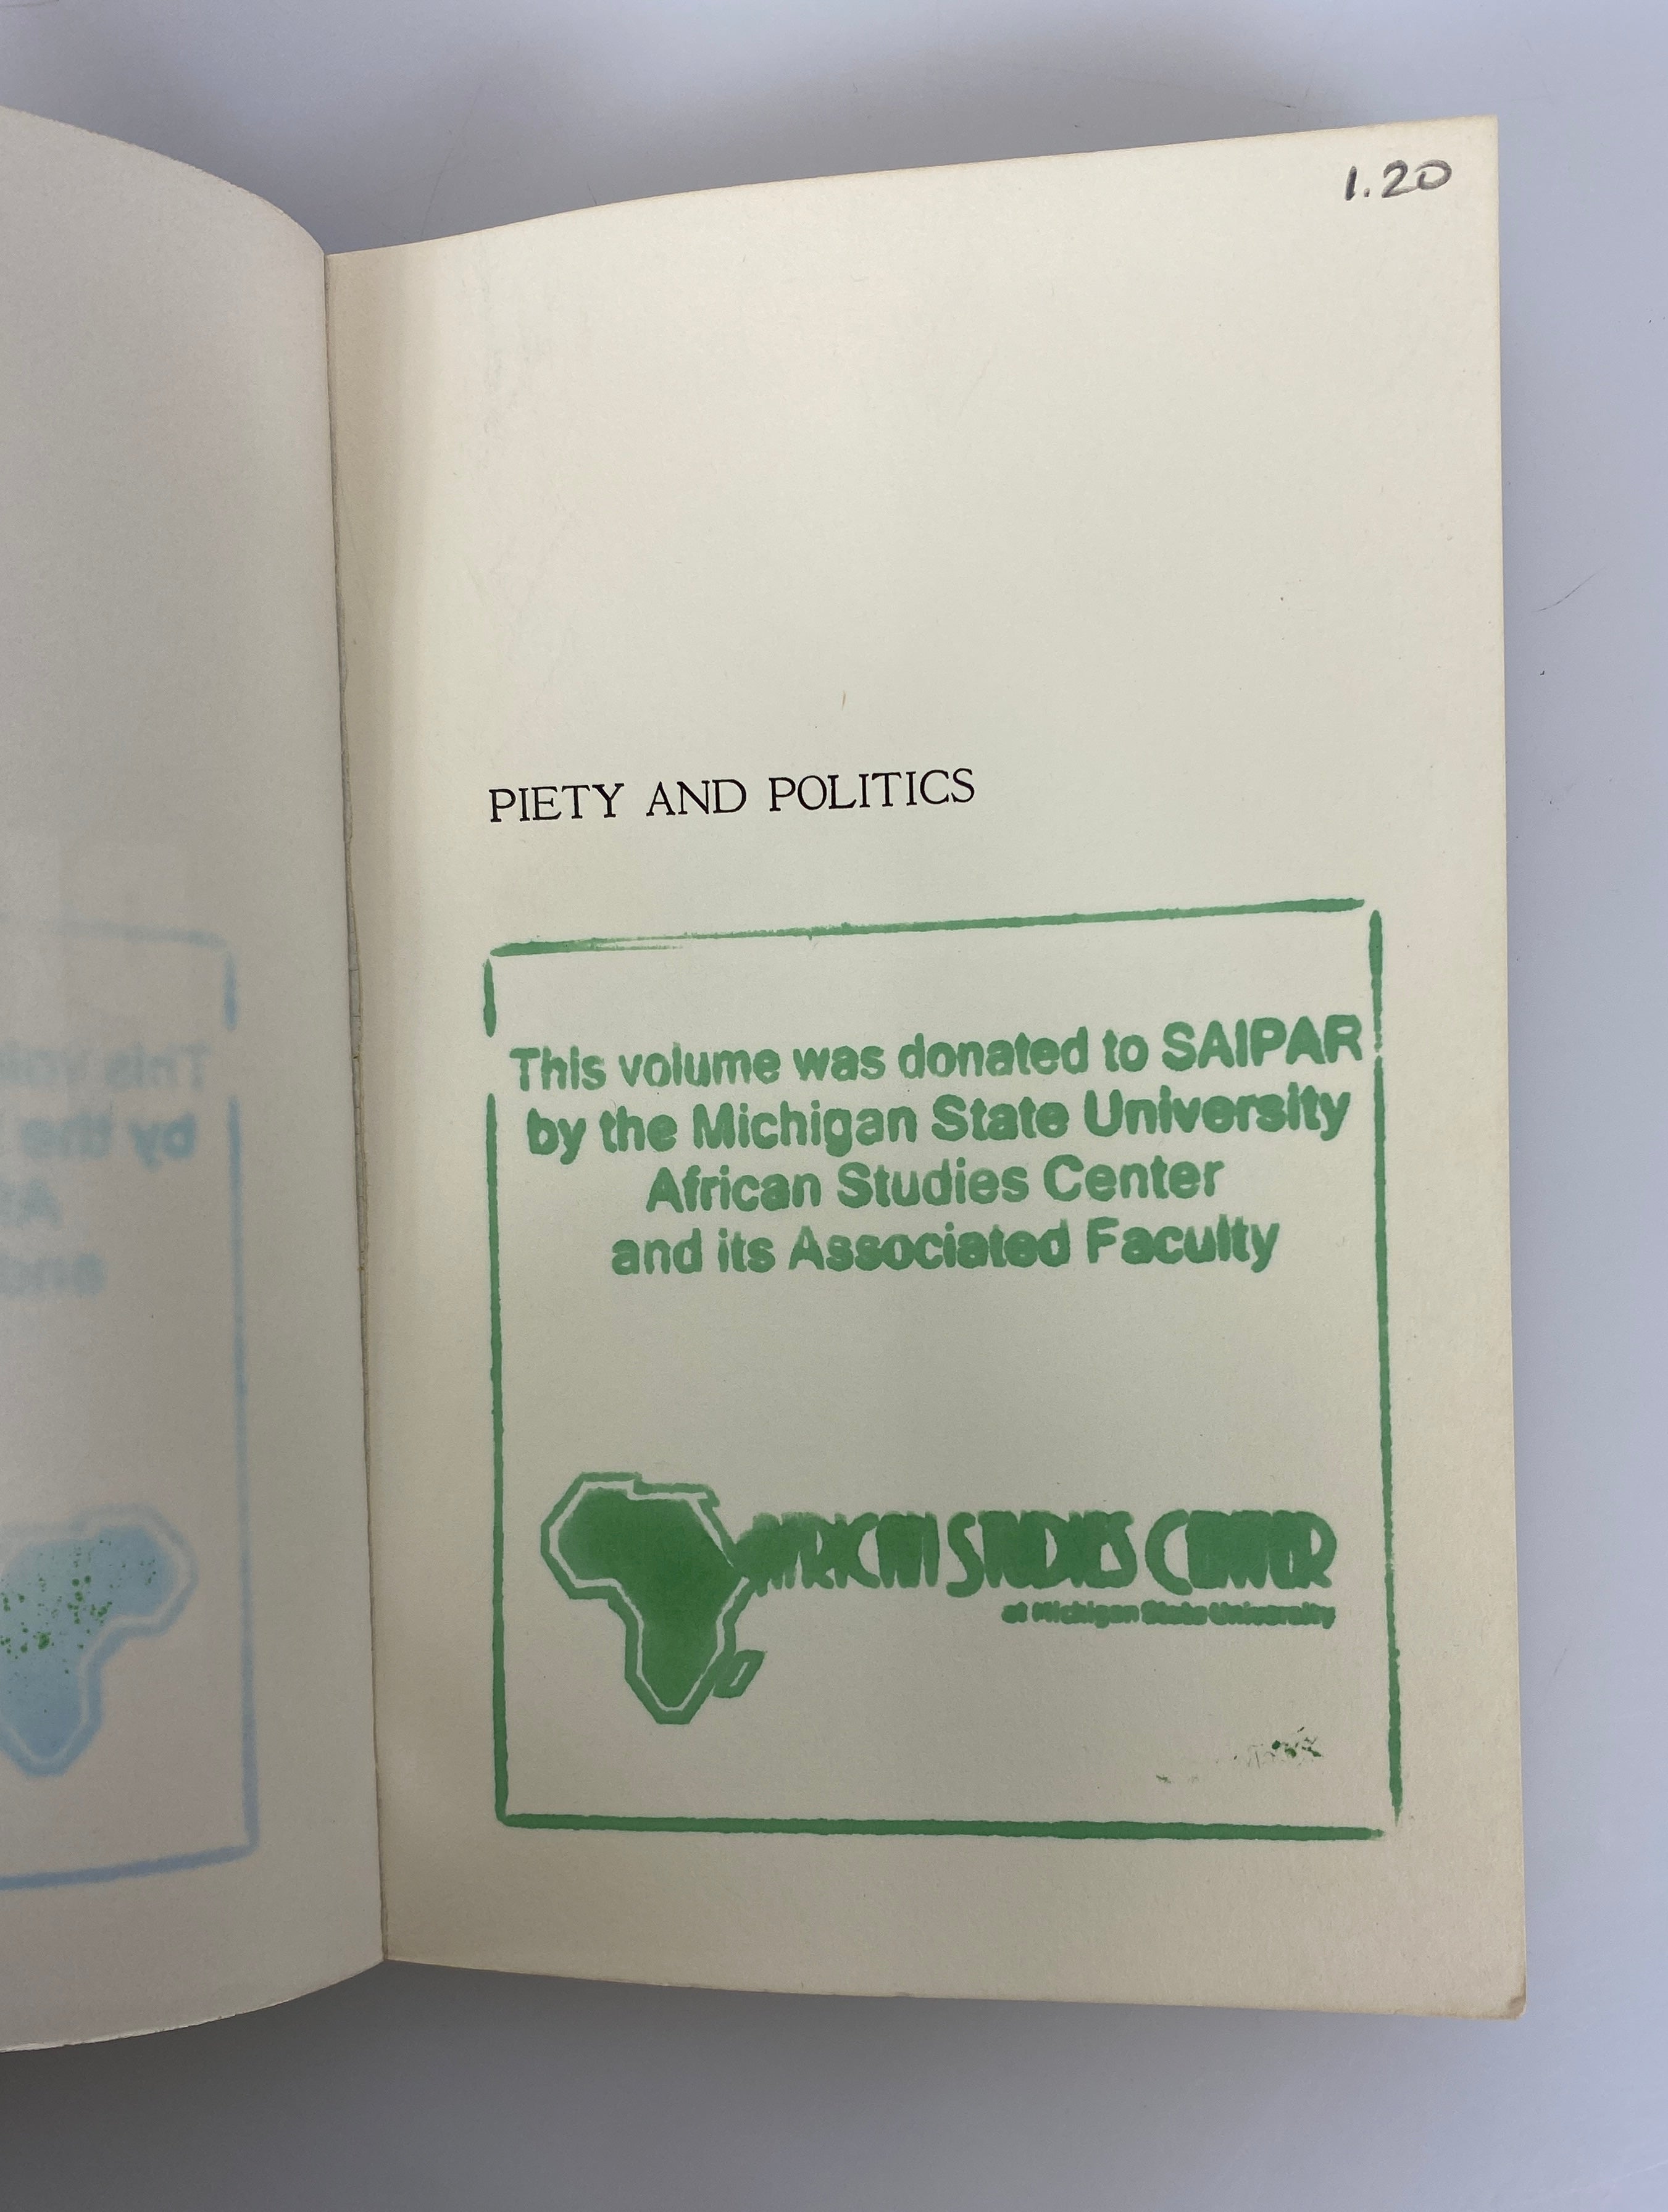 1.20
PIETY AND POLITICS
This volume was donated to SAIPAR
by the Michigan State University
African Studies Center
and its Associated Faculty
AFRICAN STUDIES CENTER
at Michigan State University